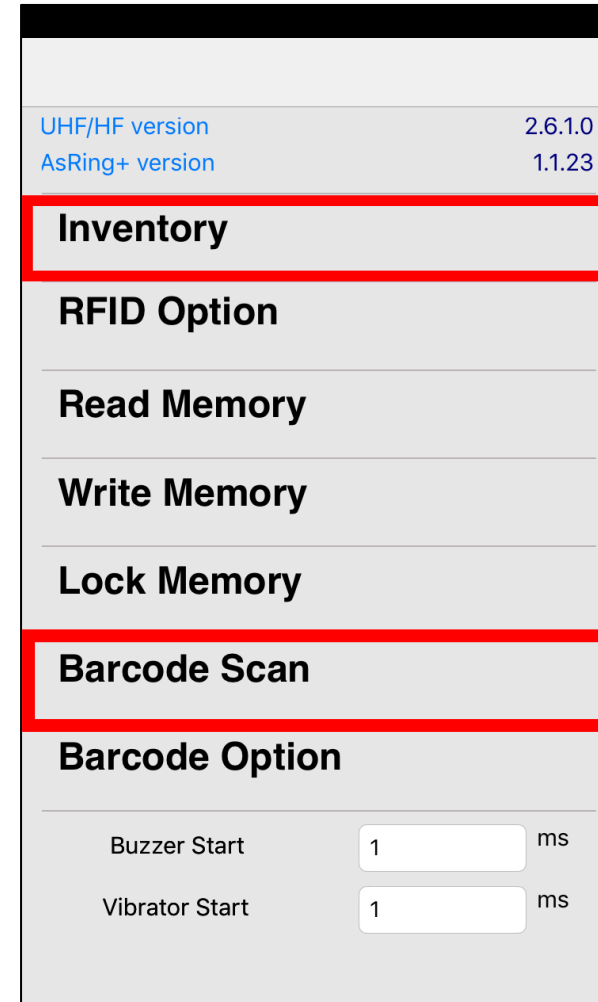 UHF/HF version 2.6.1.0
AsRing+ version 1.1.23
Inventory
RFID Option
Read Memory
Write Memory
Lock Memory
Barcode Scan
Barcode Option
Buzzer Start 1 ms
Vibrator Start 1 ms